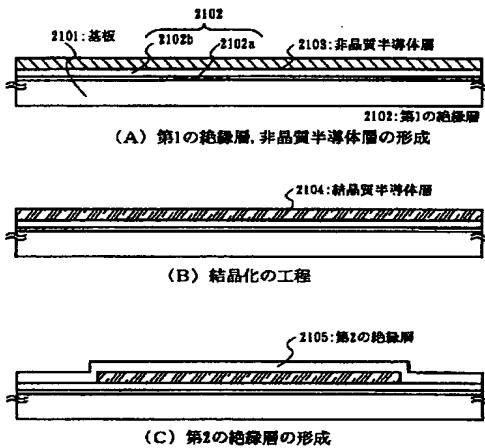 2102
2101:基板
2102b
2102a
2103:非晶質半導体層
2102:第1の絶縁層
(A) 第1の絶縁層,非晶質半導体層の形成
2104:結晶質半導体層
(B) 結晶化の工程
2105:第2の絶縁層
(C) 第2の絶縁層の形成